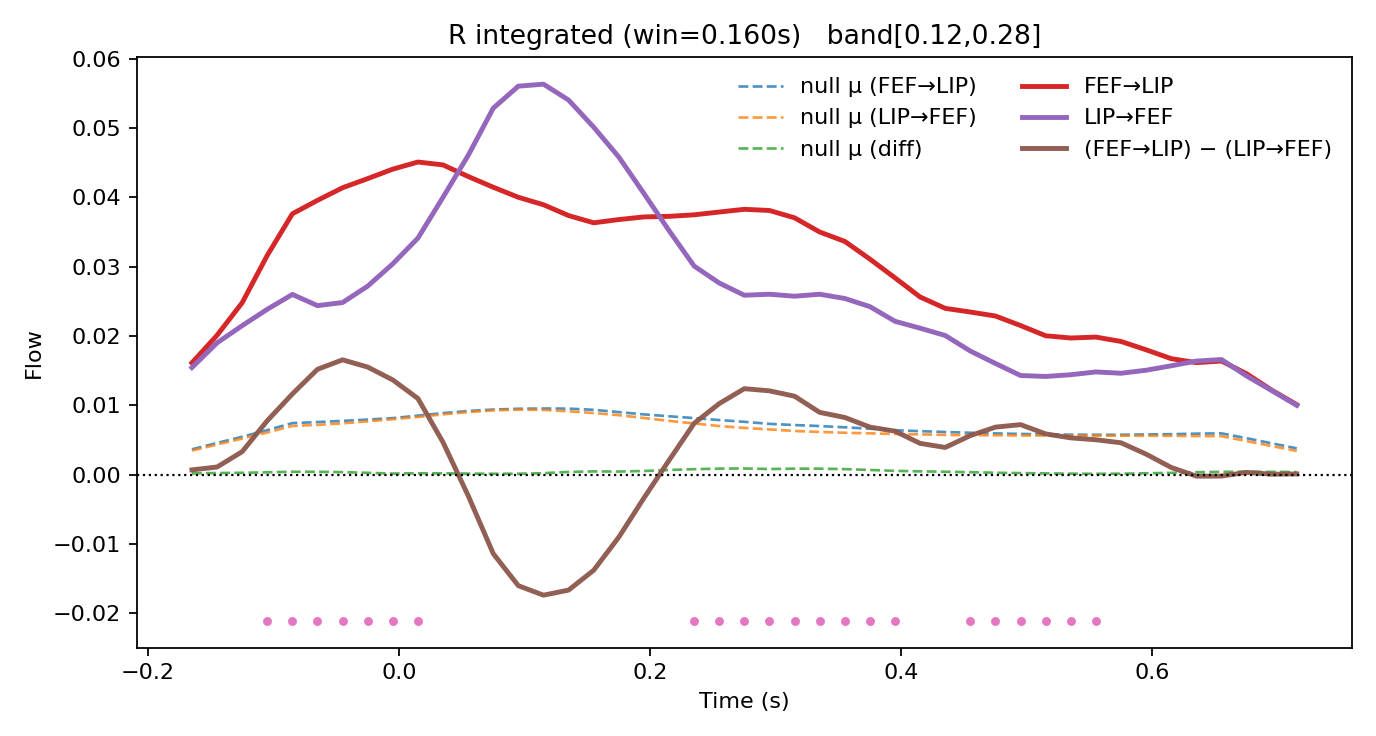 R integrated (win=0.160s)   band[0.12,0.28]
null μ (FEF→LIP)
null μ (LIP→FEF)
null μ (diff)
FEF→LIP
LIP→FEF
(FEF→LIP) − (LIP→FEF)
Flow
0.06
0.05
0.04
0.03
0.02
0.01
0.00
−0.01
−0.02
−0.2 0.0 0.2 0.4 0.6
Time (s)